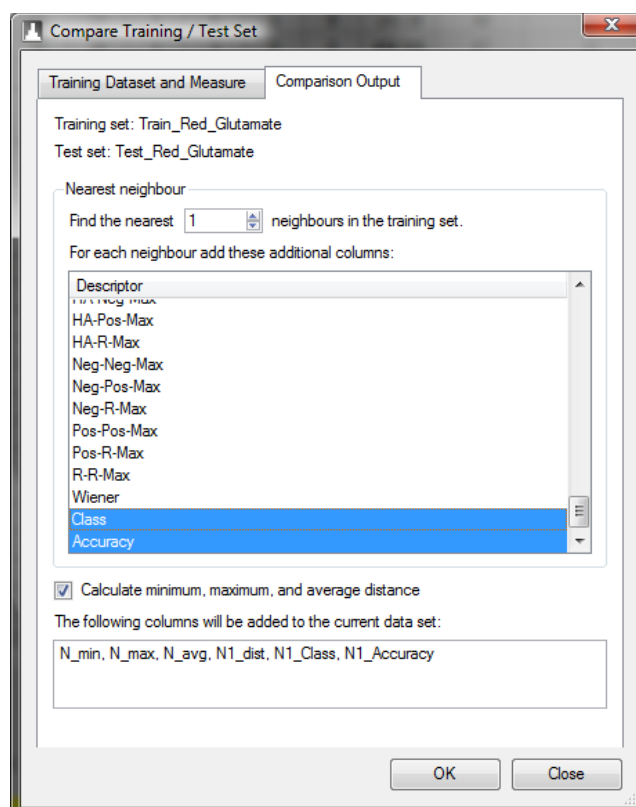 Compare Training / Test Set
Training Dataset and Measure
Comparison Output
Training set: Train_Red_Glutamate
Test set: Test_Red_Glutamate
Nearest neighbour
Find the nearest 1 neighbours in the training set.
For each neighbour add these additional columns:
Descriptor
HA-Neg-Max
HA-Pos-Max
HA-R-Max
Neg-Neg-Max
Neg-Pos-Max
Neg-R-Max
Pos-Pos-Max
Pos-R-Max
R-R-Max
Wiener
Class
Accuracy
Calculate minimum, maximum, and average distance
The following columns will be added to the current data set:
N_min, N_max, N_avg, N1_dist, N1_Class, N1_Accuracy
OK
Close